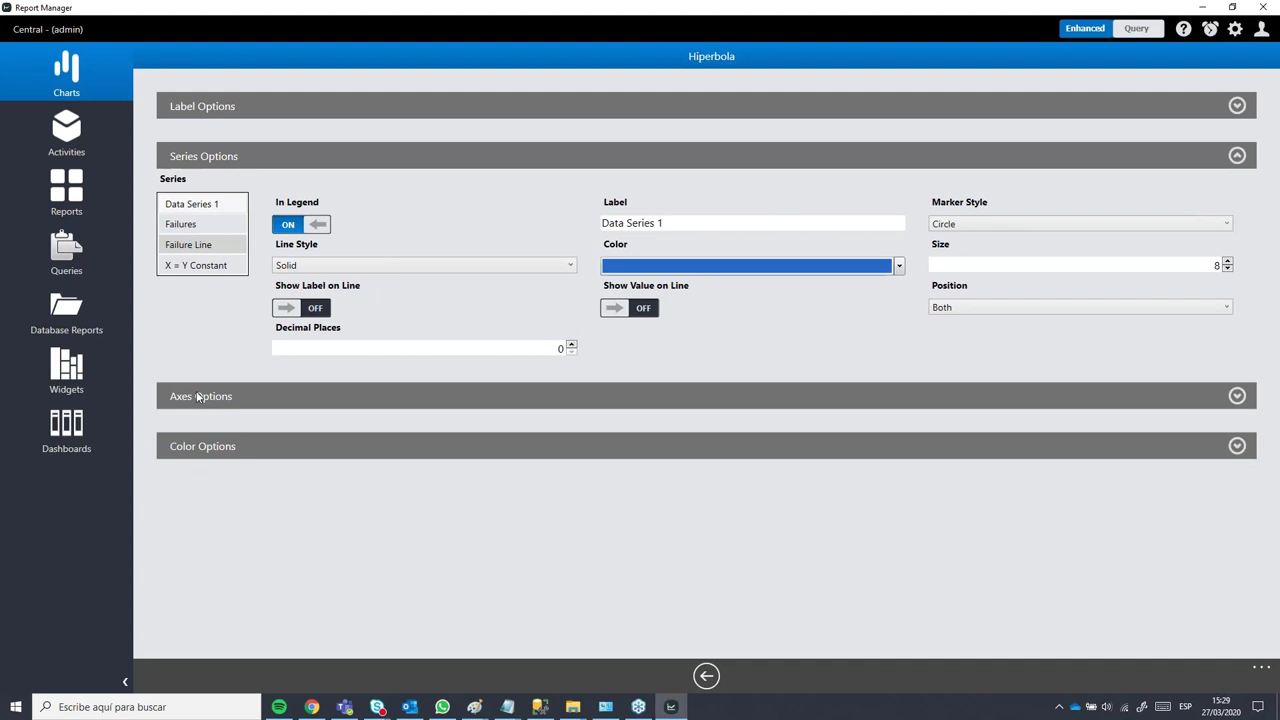 Report Manager
Central - (admin)
Enhanced
Query
Charts
Activities
Reports
Queries
Database Reports
Widgets
Dashboards
Hiperbola
Label Options
Series Options
Series
Data Series 1
Failures
Failure Line
X = Y Constant
In Legend
ON
Label
Data Series 1
Marker Style
Circle
Line Style
Solid
Color
Size
8
Show Label on Line
OFF
Show Value on Line
OFF
Position
Both
Decimal Places
0
Axes Options
Color Options
Escribe aquí para buscar
ESP
15:29
27/03/2020